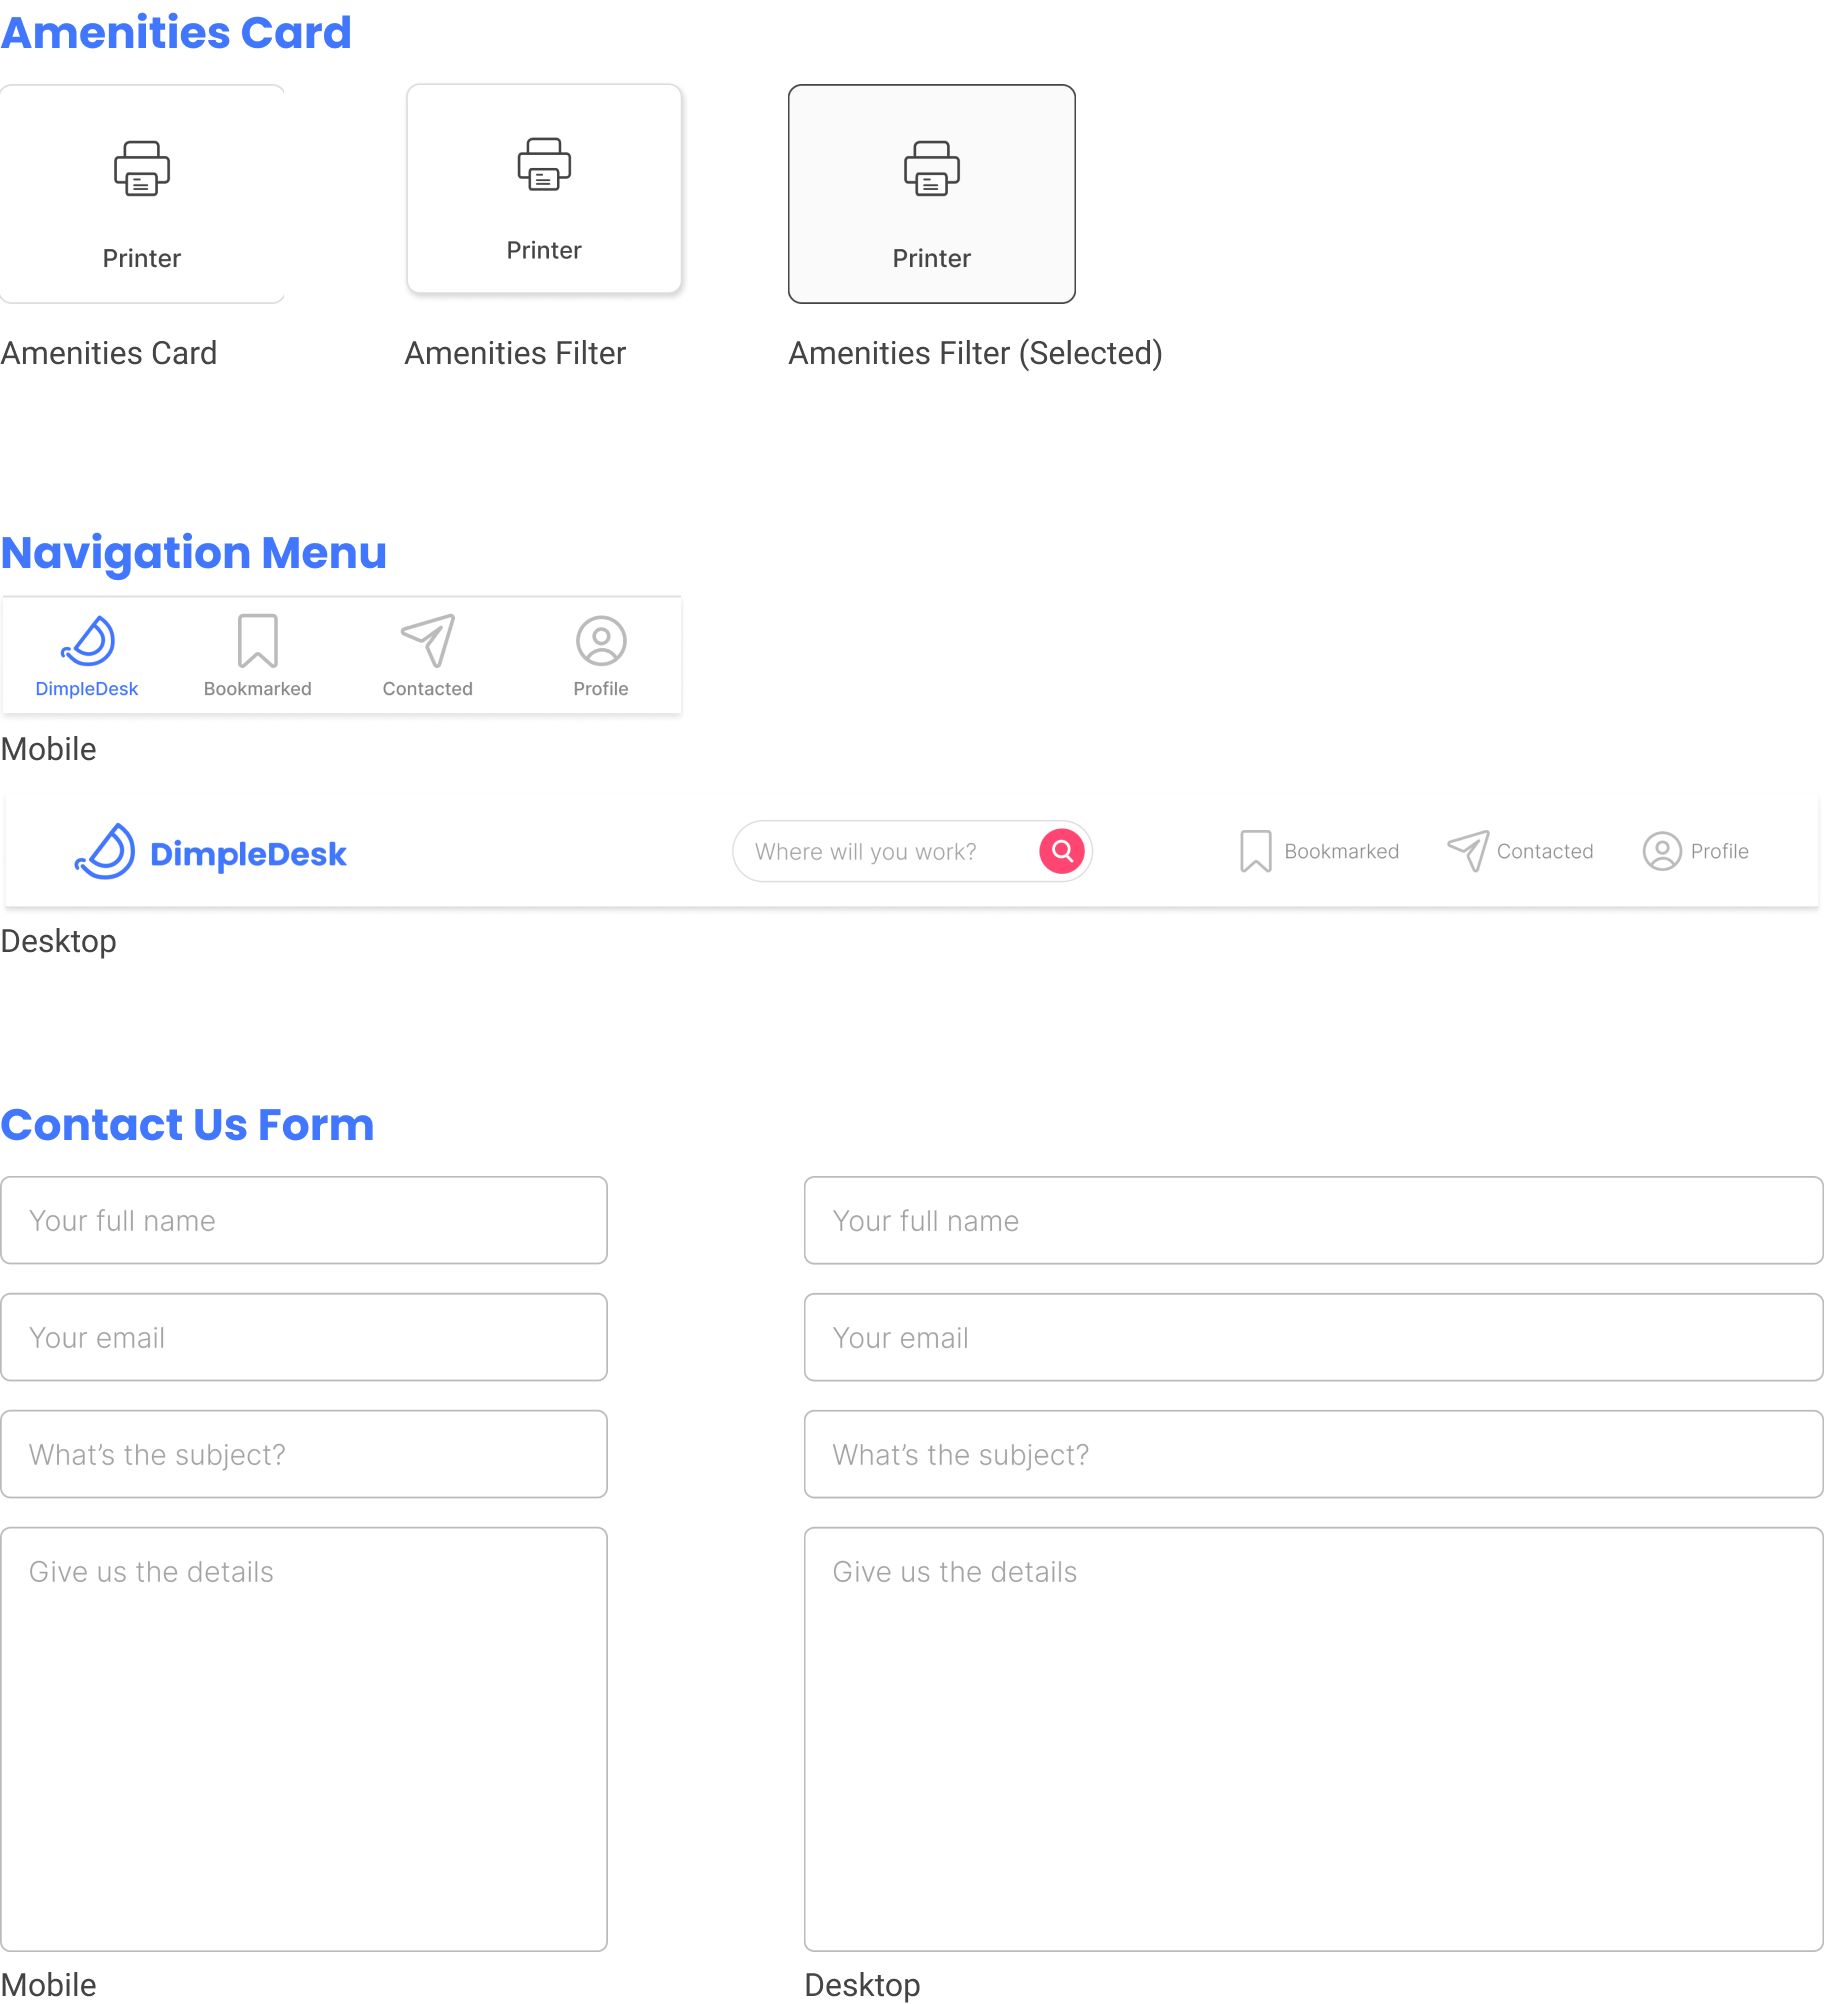 Amenities Card
Printer
Printer
Printer
Amenities Card
Amenities Filter
Amenities Filter (Selected)
Navigation Menu
DimpleDesk
Bookmarked
Contacted
Profile
Mobile
DimpleDesk
Where will you work?
Bookmarked
Contacted
Profile
Desktop
Contact Us Form
Your full name
Your email
What’s the subject?
Give us the details
Mobile
Your full name
Your email
What’s the subject?
Give us the details
Desktop